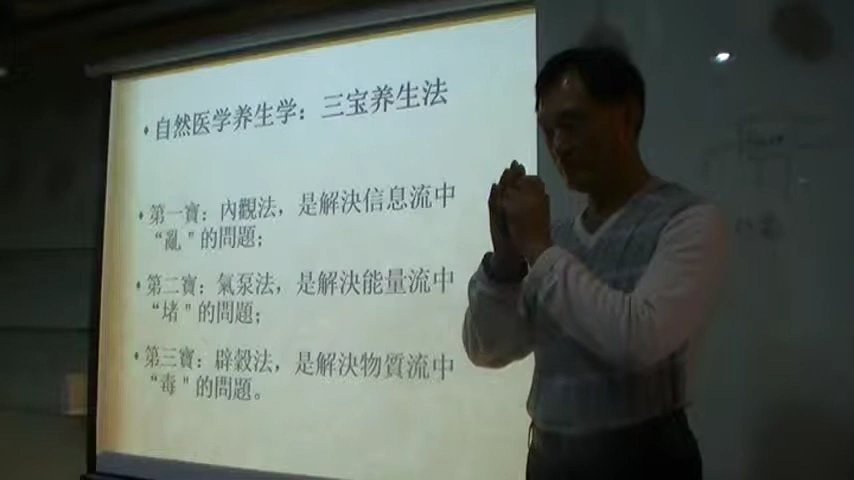 •自然医学养生学：三宝养生法
•第一寶：內觀法，是解決信息流中
“亂"的問題；
•第二寶：氣泵法，是解決能量流中
“堵"的問題；
•第三寶：辟穀法，是解決物質流中
“毒"的問題。